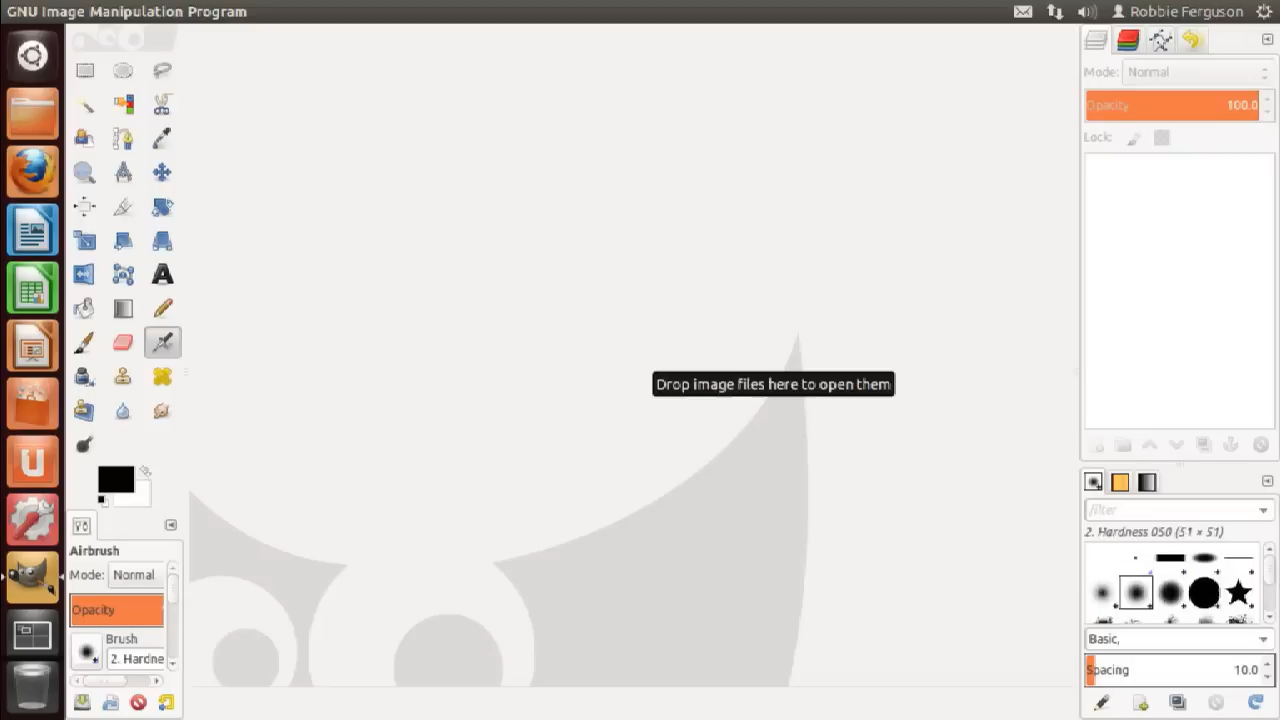 GNU Image Manipulation Program
Robbie Ferguson
Mode: Normal
Opacity 100.0
Lock:
Drop image files here to open them
filter
2. Hardness 050 (51 × 51)
Basic,
Spacing 10.0
Airbrush
Mode: Normal
Opacity
Brush
2. Hardne